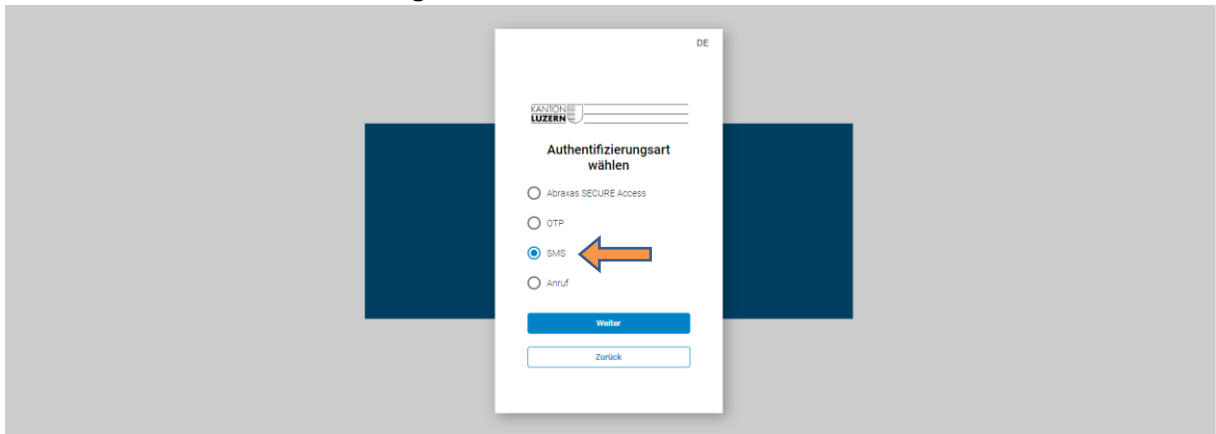 DE
KANTON
LUZERN
Authentifizierungsart
wählen
Abraxas SECURE Access
OTP
SMS
Anruf
Weiter
Zurück